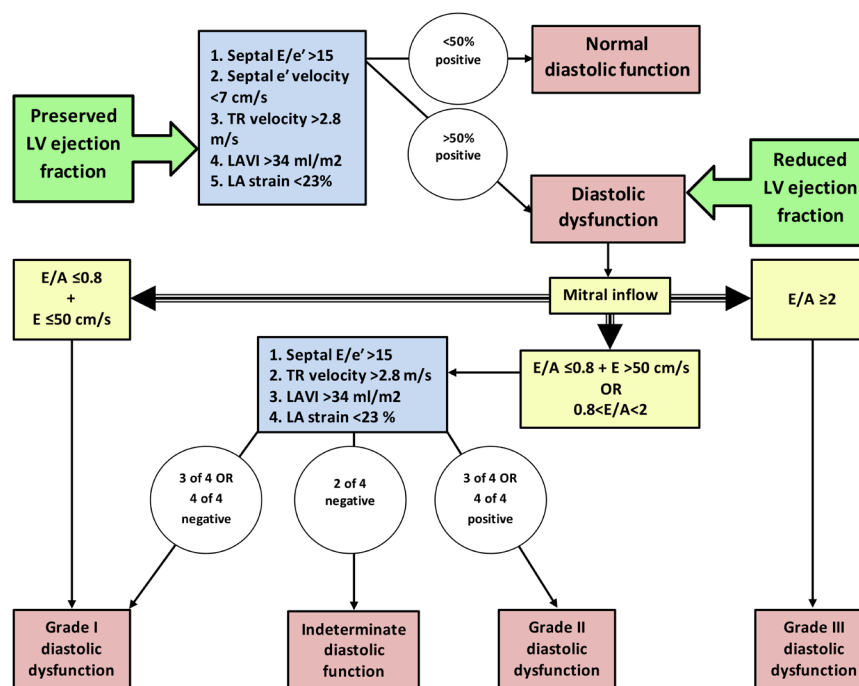 1. Septal E/e’ >15
2. Septal e’ velocity
<7 cm/s
3. TR velocity >2.8
m/s
4. LAVI >34 ml/m2
5. LA strain <23%
<50%
positive
Normal
diastolic function
Preserved
LV ejection
fraction
>50%
positive
Reduced
LV ejection
fraction
Diastolic
dysfunction
E/A ≤0.8
+
E ≤50 cm/s
Mitral inflow
E/A ≥2
1. Septal E/e’ >15
2. TR velocity >2.8 m/s
3. LAVI >34 ml/m2
4. LA strain <23 %
E/A ≤0.8 + E >50 cm/s
OR
0.8<E/A<2
3 of 4 OR
4 of 4
negative
2 of 4
negative
3 of 4 OR
4 of 4
positive
Grade I
diastolic
dysfunction
Indeterminate
diastolic
function
Grade II
diastolic
dysfunction
Grade III
diastolic
dysfunction